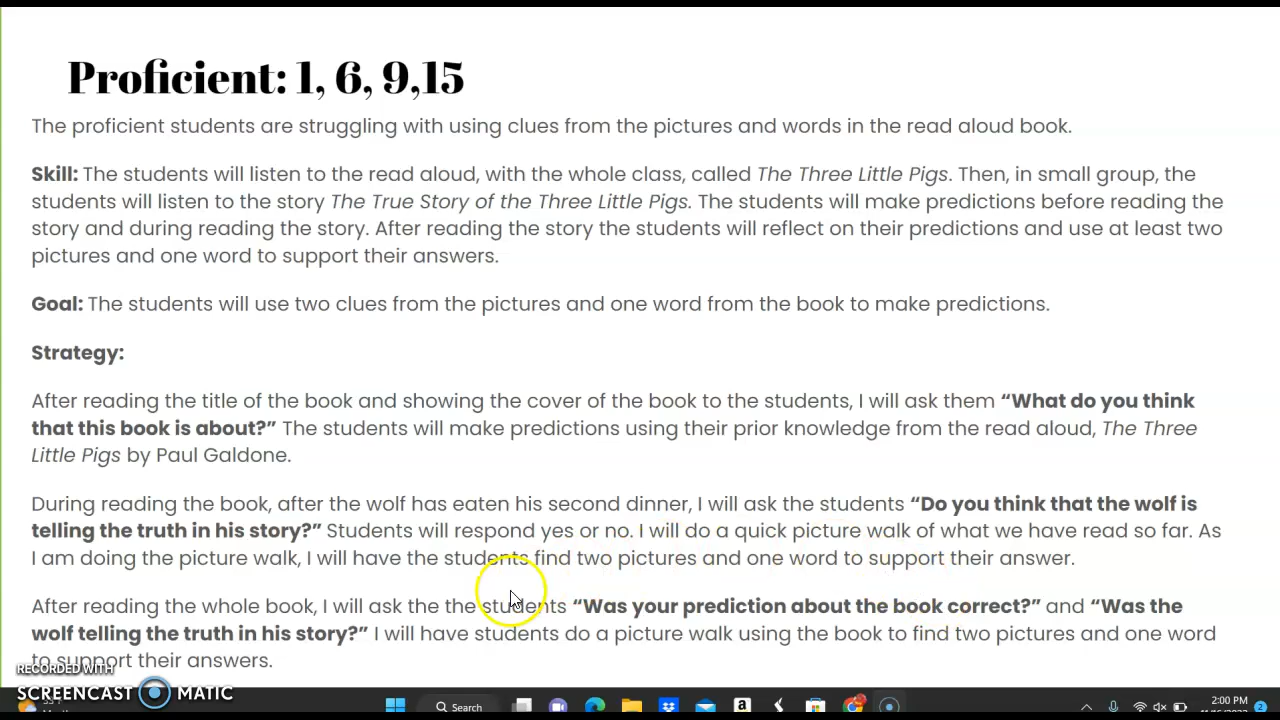 Proficient: 1, 6, 9,15
The proficient students are struggling with using clues from the pictures and words in the read aloud book.
Skill: The students will listen to the read aloud, with the whole class, called The Three Little Pigs. Then, in small group, the
students will listen to the story The True Story of the Three Little Pigs. The students will make predictions before reading the
story and during reading the story. After reading the story the students will reflect on their predictions and use at least two
pictures and one word to support their answers.
Goal: The students will use two clues from the pictures and one word from the book to make predictions.
Strategy:
After reading the title of the book and showing the cover of the book to the students, I will ask them “What do you think
that this book is about?” The students will make predictions using their prior knowledge from the read aloud, The Three
Little Pigs by Paul Galdone.
During reading the book, after the wolf has eaten his second dinner, I will ask the students “Do you think that the wolf is
telling the truth in his story?” Students will respond yes or no. I will do a quick picture walk of what we have read so far. As
I am doing the picture walk, I will have the students find two pictures and one word to support their answer.
After reading the whole book, I will ask the the students “Was your prediction about the book correct?” and “Was the
wolf telling the truth in his story?” I will have students do a picture walk using the book to find two pictures and one word
to support their answers.
RECORDED WITH
SCREENCAST MATIC
Search
2:00 PM